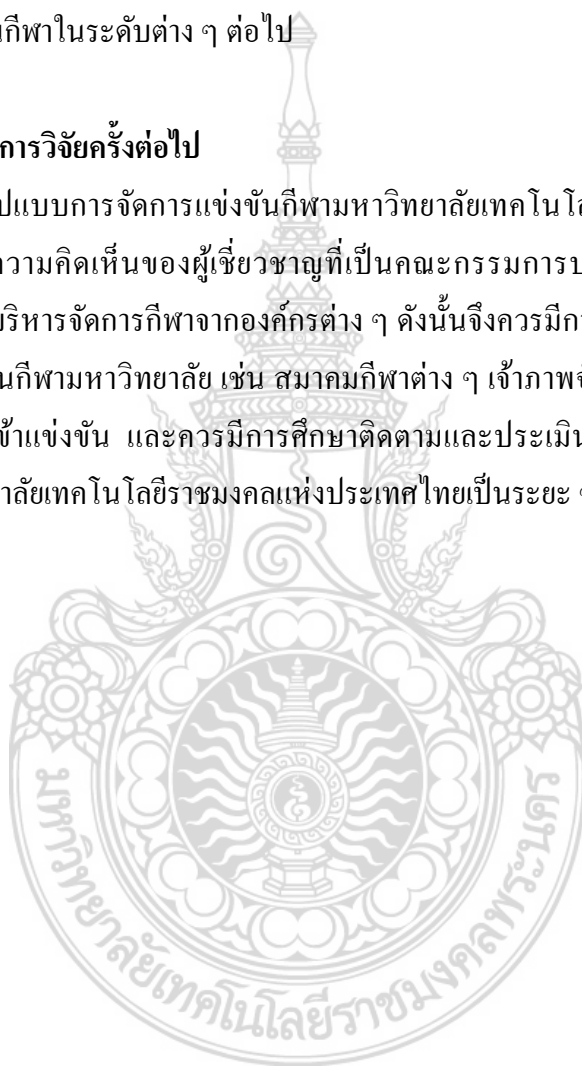 นกีฬาในระดับต่าง ๆ ต่อไป
การวิจัยครั้งต่อไป
ปแบบการจัดการแข่งขันกีฬามหาวิทยาลัยเทคโนโล
ความคิดเห็นของผู้เชี่ยวชาญที่เป็นคณะกรรมการบ
บริหารจัดการกีฬาจากองค์กรต่าง ๆ ดังนั้นจึงควรมีกา
นกีฬามหาวิทยาลัย เช่น สมาคมกีฬาต่าง ๆ เจ้าภาพจั
ข้าแข่งขัน และควรมีการศึกษาติดตามและประเมิน
าลัยเทคโนโลยีราชมงคลแห่งประเทศไทยเป็นระยะ ๆ
มหาวิทยาลัยเทคโนโลยีราชมงคลพระนคร